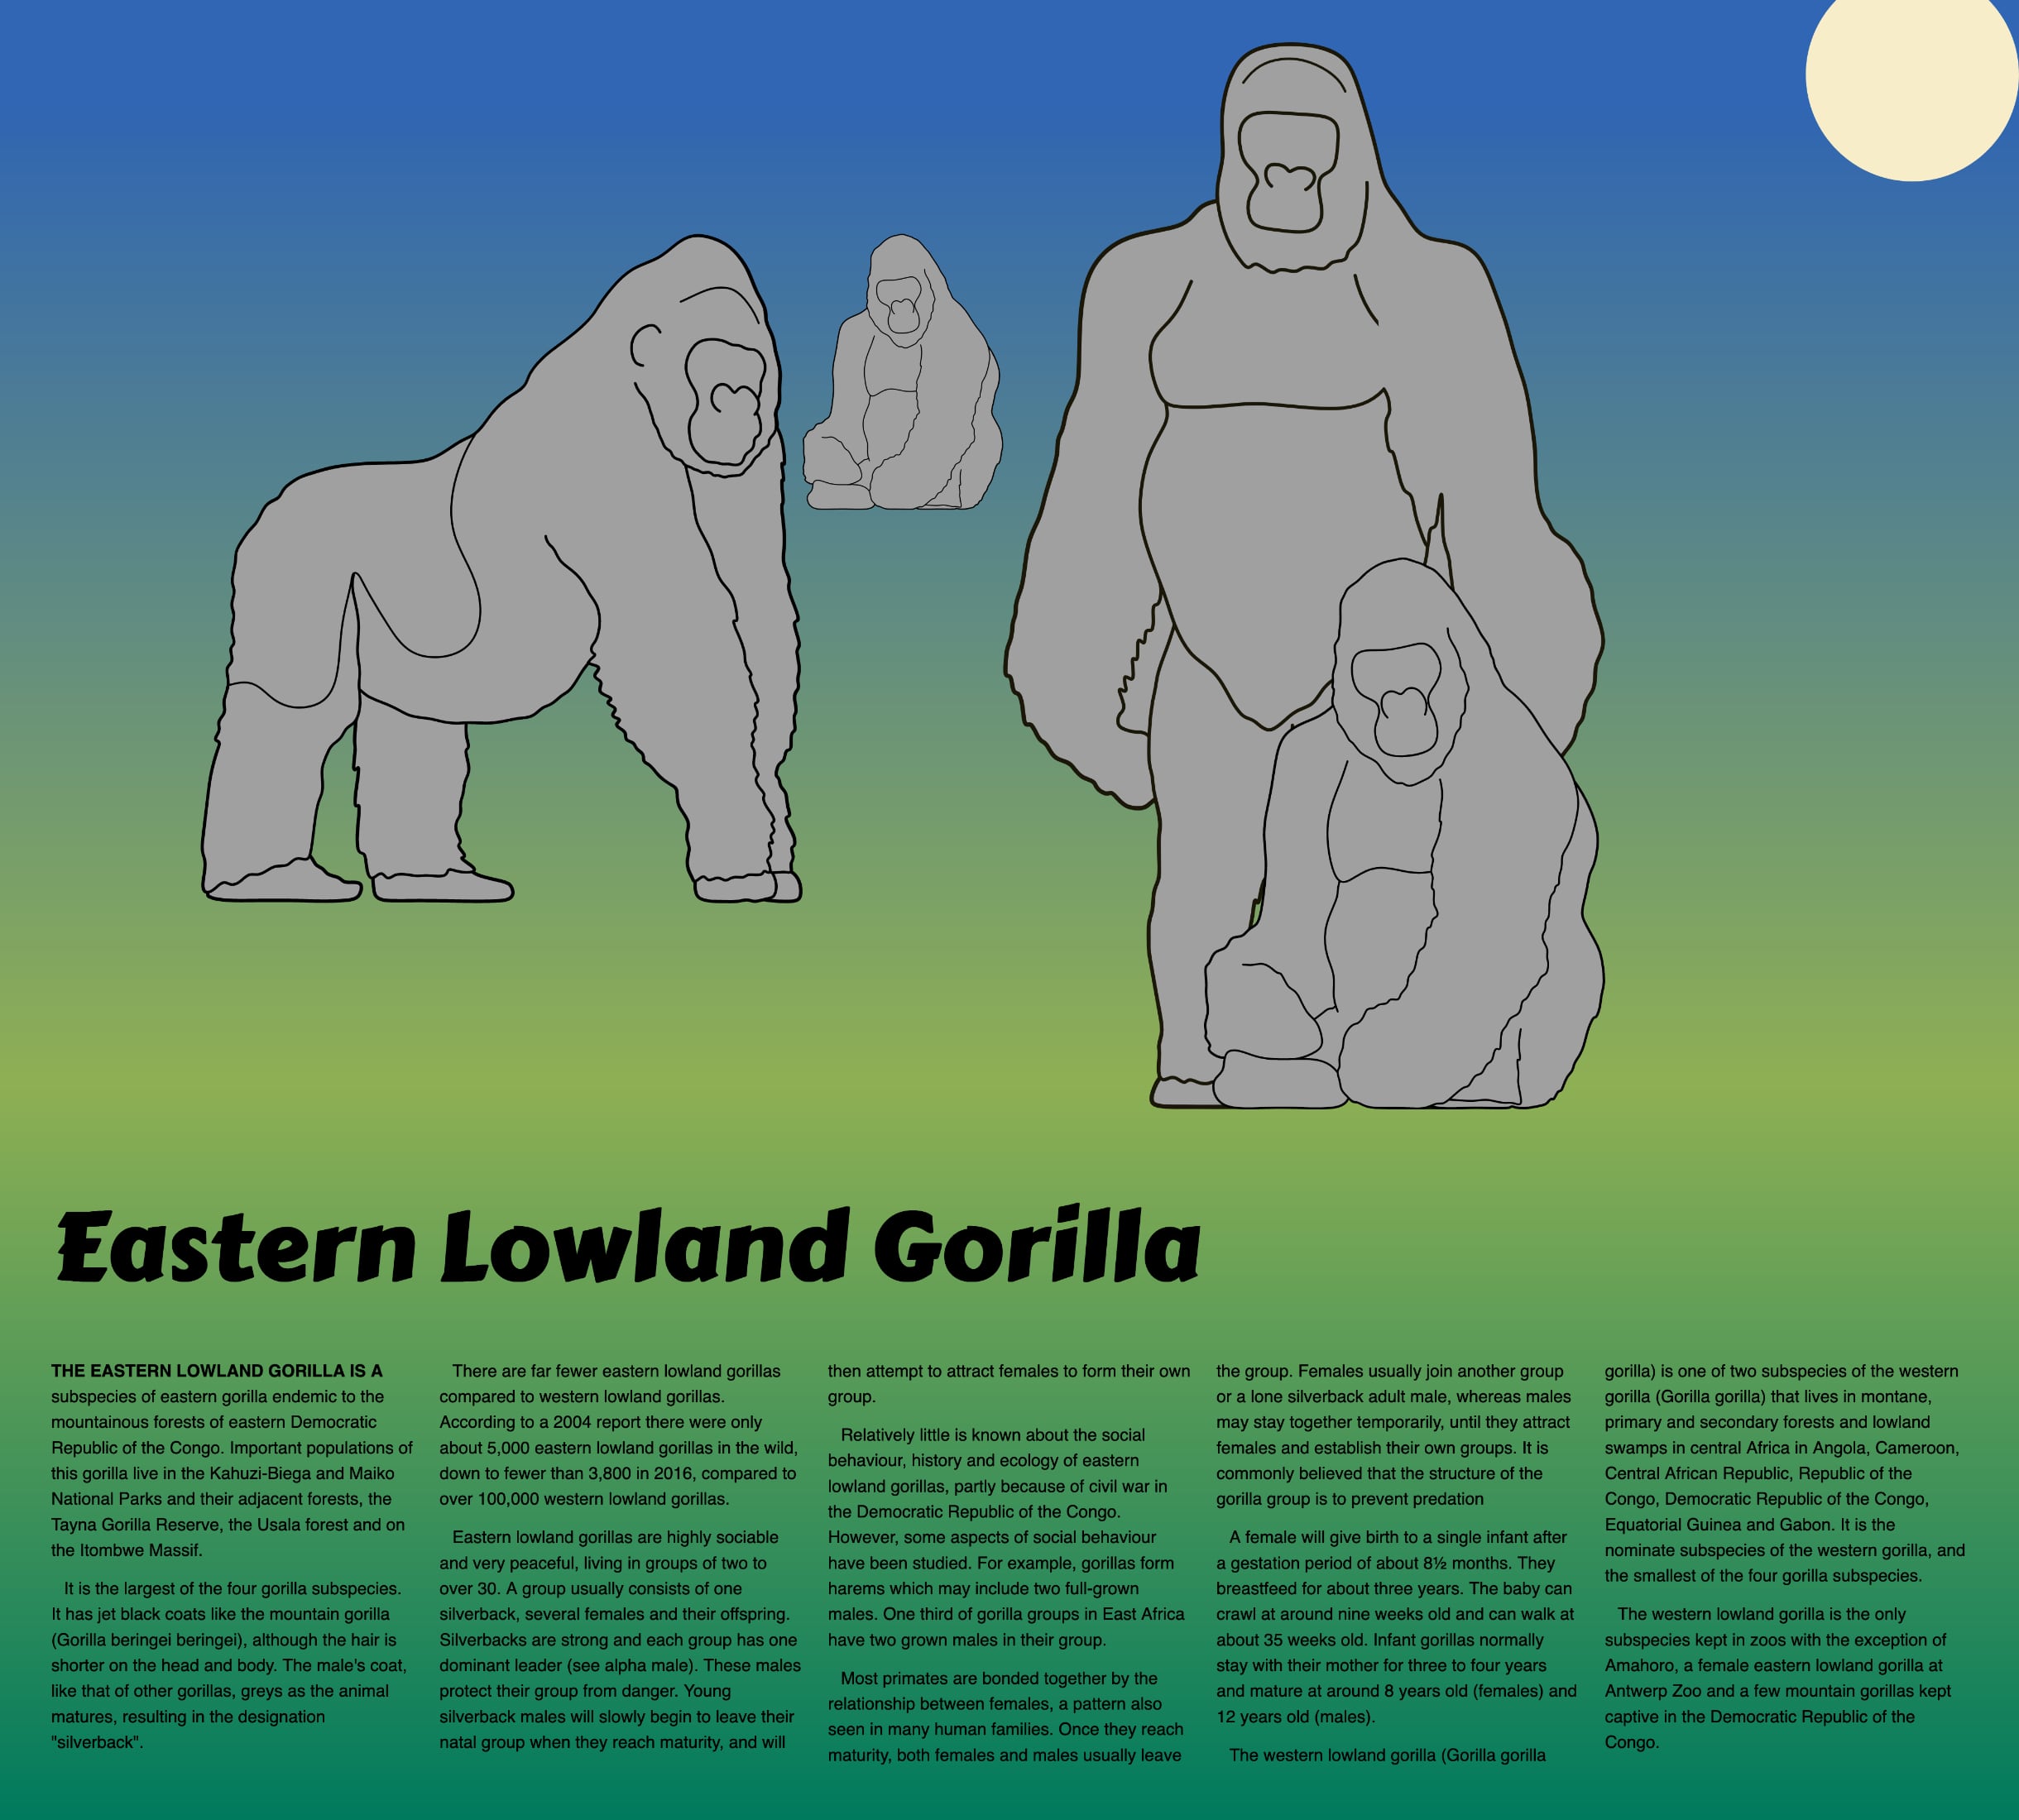 Eastern Lowland Gorilla
THE EASTERN LOWLAND GORILLA IS A
subspecies of eastern gorilla endemic to the
mountainous forests of eastern Democratic
Republic of the Congo. Important populations of
this gorilla live in the Kahuzi-Biega and Maiko
National Parks and their adjacent forests, the
Tayna Gorilla Reserve, the Usala forest and on
the Itombwe Massif.
It is the largest of the four gorilla subspecies.
It has jet black coats like the mountain gorilla
(Gorilla beringei beringei), although the hair is
shorter on the head and body. The male's coat,
like that of other gorillas, greys as the animal
matures, resulting in the designation
"silverback".
There are far fewer eastern lowland gorillas
compared to western lowland gorillas.
According to a 2004 report there were only
about 5,000 eastern lowland gorillas in the wild,
down to fewer than 3,800 in 2016, compared to
over 100,000 western lowland gorillas.
Eastern lowland gorillas are highly sociable
and very peaceful, living in groups of two to
over 30. A group usually consists of one
silverback, several females and their offspring.
Silverbacks are strong and each group has one
dominant leader (see alpha male). These males
protect their group from danger. Young
silverback males will slowly begin to leave their
natal group when they reach maturity, and will
then attempt to attract females to form their own
group.
Relatively little is known about the social
behaviour, history and ecology of eastern
lowland gorillas, partly because of civil war in
the Democratic Republic of the Congo.
However, some aspects of social behaviour
have been studied. For example, gorillas form
harems which may include two full-grown
males. One third of gorilla groups in East Africa
have two grown males in their group.
Most primates are bonded together by the
relationship between females, a pattern also
seen in many human families. Once they reach
maturity, both females and males usually leave
the group. Females usually join another group
or a lone silverback adult male, whereas males
may stay together temporarily, until they attract
females and establish their own groups. It is
commonly believed that the structure of the
gorilla group is to prevent predation
A female will give birth to a single infant after
a gestation period of about 8½ months. They
breastfeed for about three years. The baby can
crawl at around nine weeks old and can walk at
about 35 weeks old. Infant gorillas normally
stay with their mother for three to four years
and mature at around 8 years old (females) and
12 years old (males).
The western lowland gorilla (Gorilla gorilla
gorilla) is one of two subspecies of the western
gorilla (Gorilla gorilla) that lives in montane,
primary and secondary forests and lowland
swamps in central Africa in Angola, Cameroon,
Central African Republic, Republic of the
Congo, Democratic Republic of the Congo,
Equatorial Guinea and Gabon. It is the
nominate subspecies of the western gorilla, and
the smallest of the four gorilla subspecies.
The western lowland gorilla is the only
subspecies kept in zoos with the exception of
Amahoro, a female eastern lowland gorilla at
Antwerp Zoo and a few mountain gorillas kept
captive in the Democratic Republic of the
Congo.